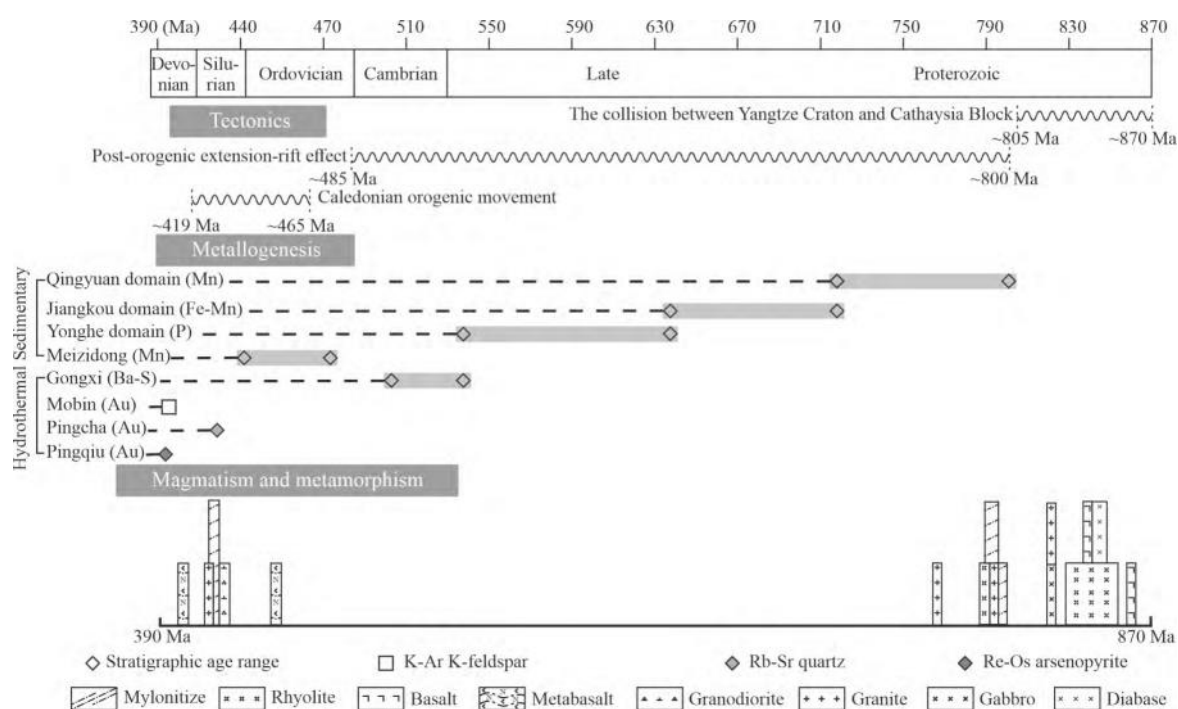 390 (Ma) 440 470 510 550 590 630 670 720 760 790 830 870
Devo-
nian
Silu-
rian
Ordovician
Cambrian
Late
Proterozoic
Tectonics
The collision between Yangtze Craton and Cathaysia Block
~805 Ma
~870 Ma
Post-orogenic extension-rift effect
~485 Ma
~800 Ma
Caledonian orogenic movement
~419 Ma
~465 Ma
Metallogenesis
Hydrothermal Sedimentary
Qingyuan domain (Mn)
Jiangkou domain (Fe-Mn)
Yonghe domain (P)
Meizidong (Mn)
Gongxi (Ba-S)
Mobin (Au)
Pingcha (Au)
Pingqiu (Au)
Magmatism and metamorphism
390 Ma
870 Ma
Stratigraphic age range
K-Ar K-feldspar
Rb-Sr quartz
Re-Os arsenopyrite
Mylonitize
Rhyolite
Basalt
Metabasalt
Granodiorite
Granite
Gabbro
Diabase